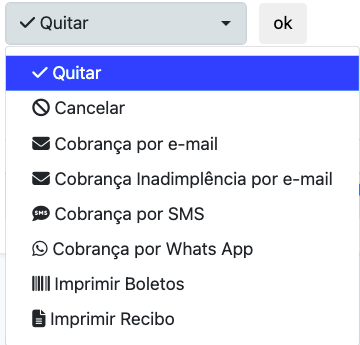 Quitar
ok
Quitar
Cancelar
Cobrança por e-mail
Cobrança Inadimplência por e-mail
SMS Cobrança por SMS
Cobrança por Whats App
Imprimir Boletos
Imprimir Recibo